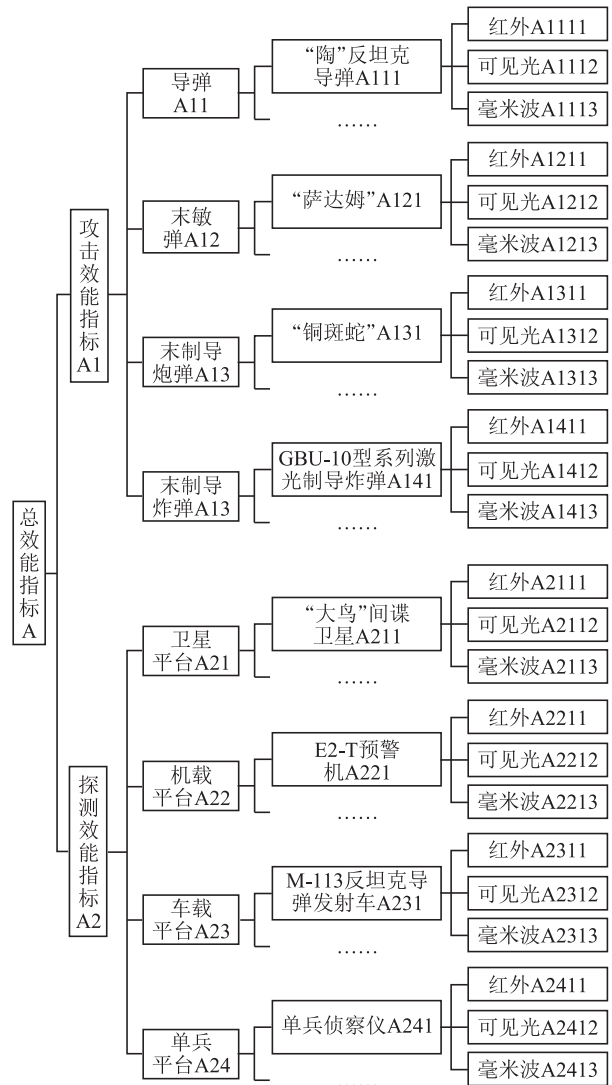 总效能指标A
攻击效能指标A1
导弹
A11
“陶”反坦克
导弹A111
……
红外A1111
可见光A1112
毫米波A1113
末敏
弹A12
“萨达姆”A121
……
红外A1211
可见光A1212
毫米波A1213
末制导
炮弹A13
“铜斑蛇”A131
……
红外A1311
可见光A1312
毫米波A1313
末制导
炸弹A13
GBU-10型系列激
光制导炸弹A141
……
红外A1411
可见光A1412
毫米波A1413
探测效能指标A2
卫星
平台A21
“大鸟”间谍
卫星A211
……
红外A2111
可见光A2112
毫米波A2113
机载
平台A22
E2-T预警
机A221
……
红外A2211
可见光A2212
毫米波A2213
车载
平台A23
M-113反坦克导
弹发射车A231
……
红外A2311
可见光A2312
毫米波A2313
单兵
平台A24
单兵侦察仪A241
……
红外A2411
可见光A2412
毫米波A2413